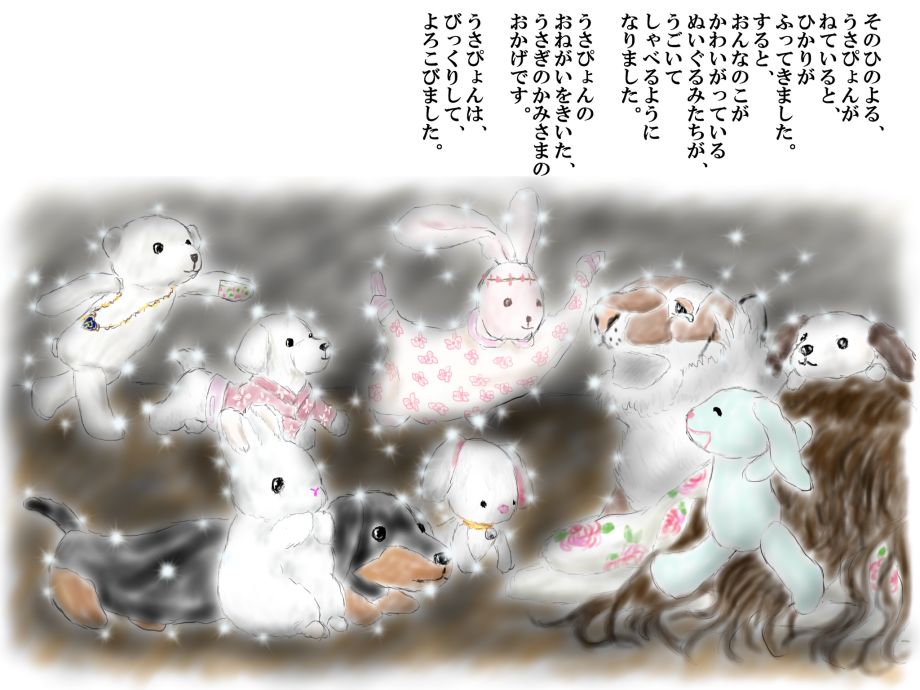 そのひのよる、
うさぴょんが
ねていると、
ひかりが
ふってきました。
すると、
おんなのこが
かわいがっている
ぬいぐるみたちが、
うごいて
しゃべるように
なりました。
うさぴょんの
おねがいをきいた、
うさぎのかみさまの
おかげです。
うさぴょんは、
びっくりして、
よろこびました。